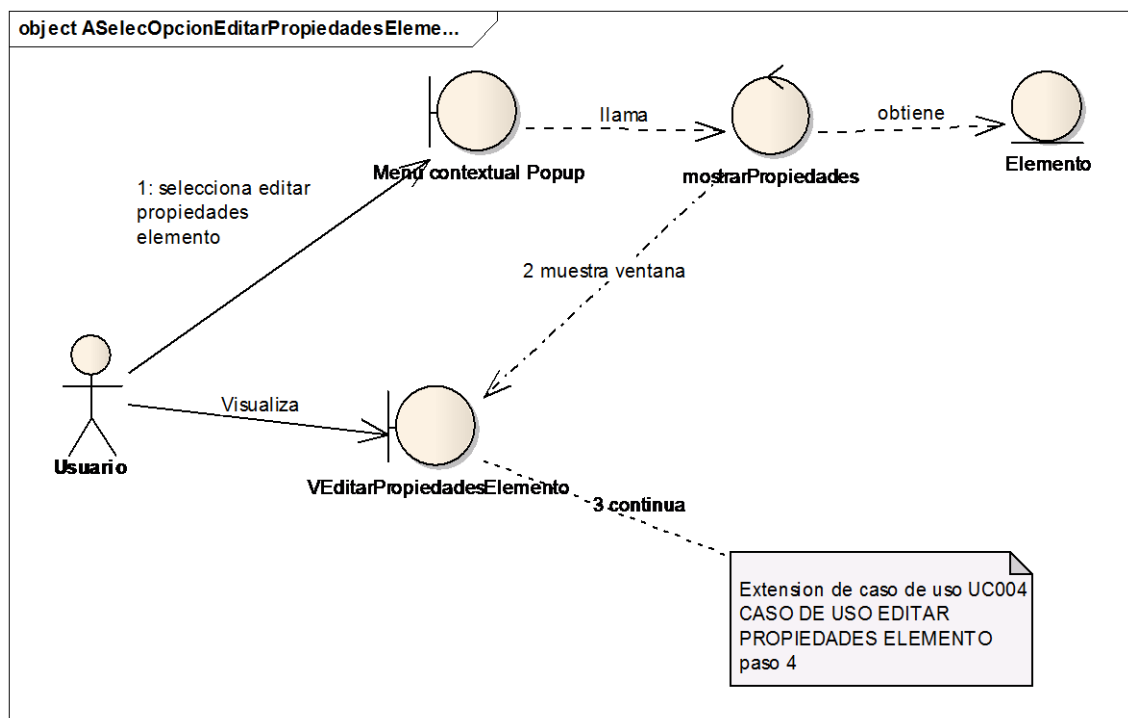 object ASelecOpcionEditarPropiedadesEleme...
llama
obtiene
Menu contextual Popup
mostrarPropiedades
Elemento
1: selecciona editar
propiedades
elemento
2 muestra ventana
Visualiza
Usuario
VEditarPropiedadesElemento
3 continua
Extension de caso de uso UC004
CASO DE USO EDITAR
PROPIEDADES ELEMENTO
paso 4